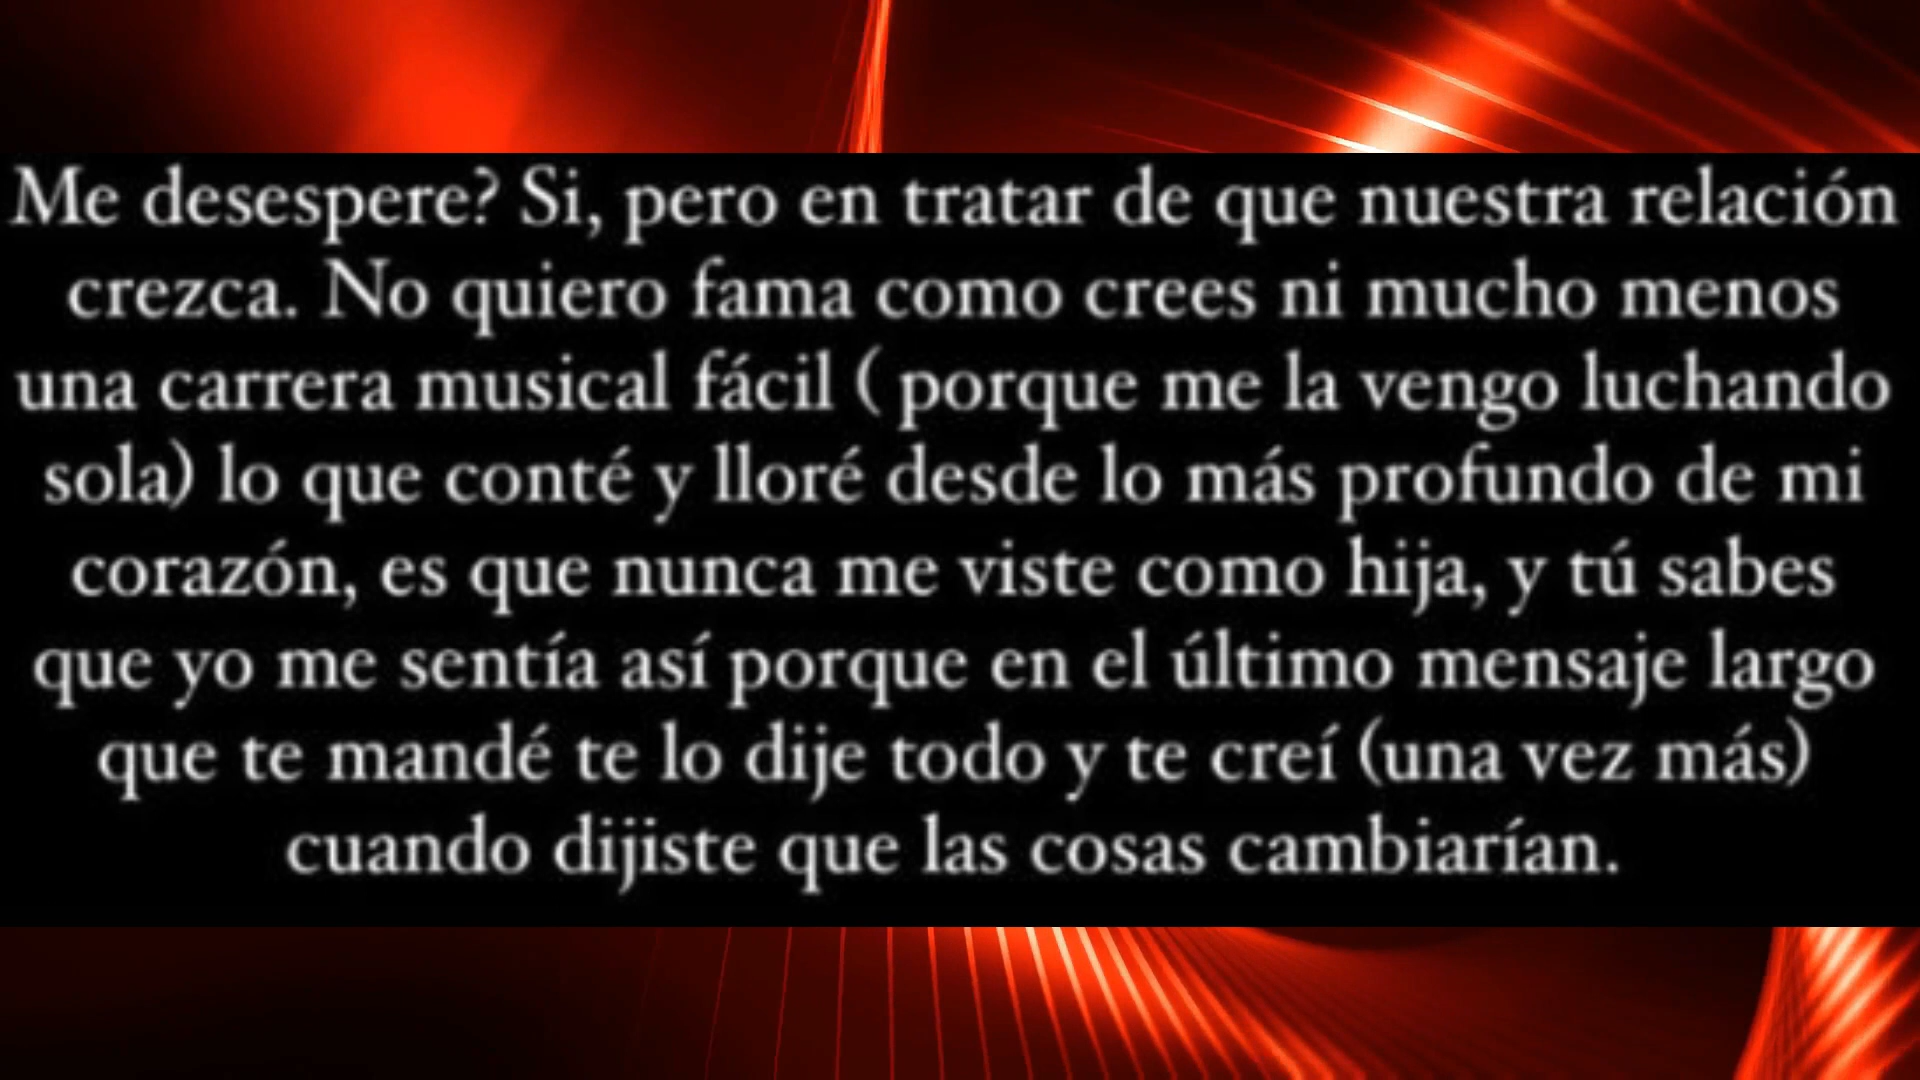 Me desespere? Si, pero en tratar de que nuestra relación
crezca. No quiero fama como crees ni mucho menos
una carrera musical fácil ( porque me la vengo luchando
sola) lo que conté y lloré desde lo más profundo de mi
corazón, es que nunca me viste como hija, y tú sabes
que yo me sentía así porque en el último mensaje largo
que te mandé te lo dije todo y te creí (una vez más)
cuando dijiste que las cosas cambiarían.